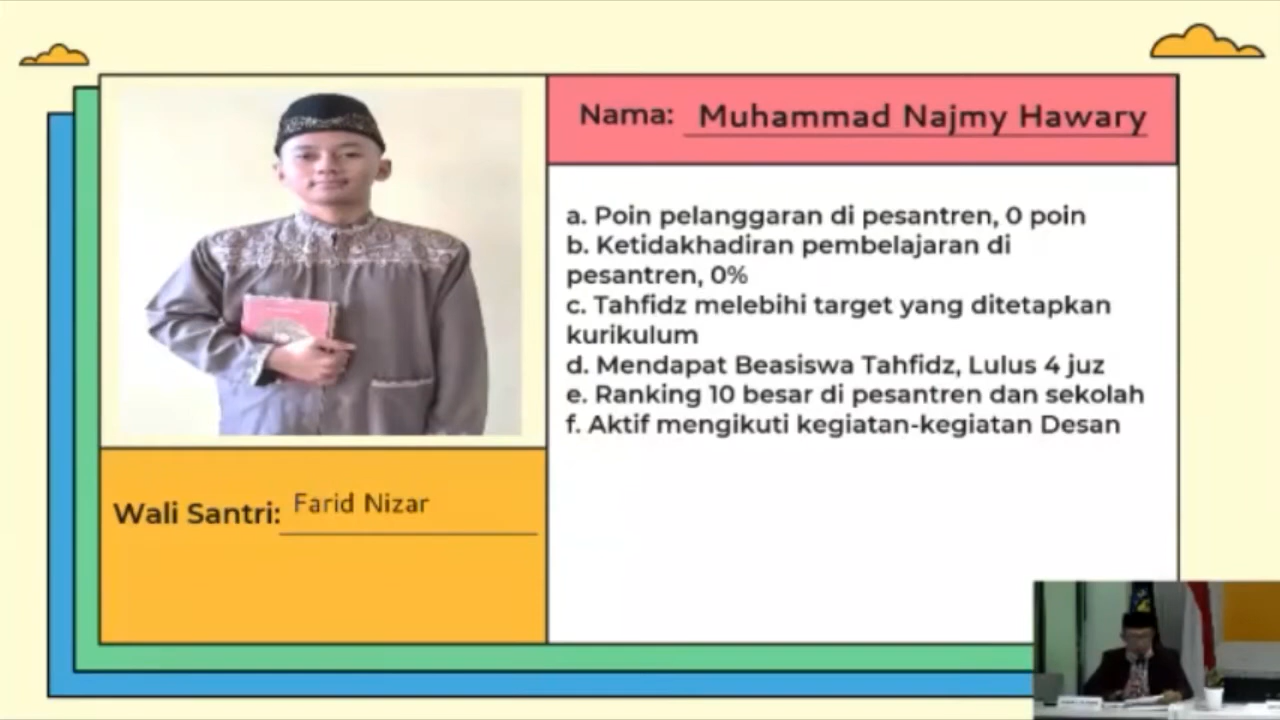 Nama: Muhammad Najmy Hawary
a. Poin pelanggaran di pesantren, 0 poin
b. Ketidakhadiran pembelajaran di
pesantren, 0%
c. Tahfidz melebihi target yang ditetapkan
kurikulum
d. Mendapat Beasiswa Tahfidz, Lulus 4 juz
e. Ranking 10 besar di pesantren dan sekolah
f. Aktif mengikuti kegiatan-kegiatan Desan
Wali Santri: Farid Nizar